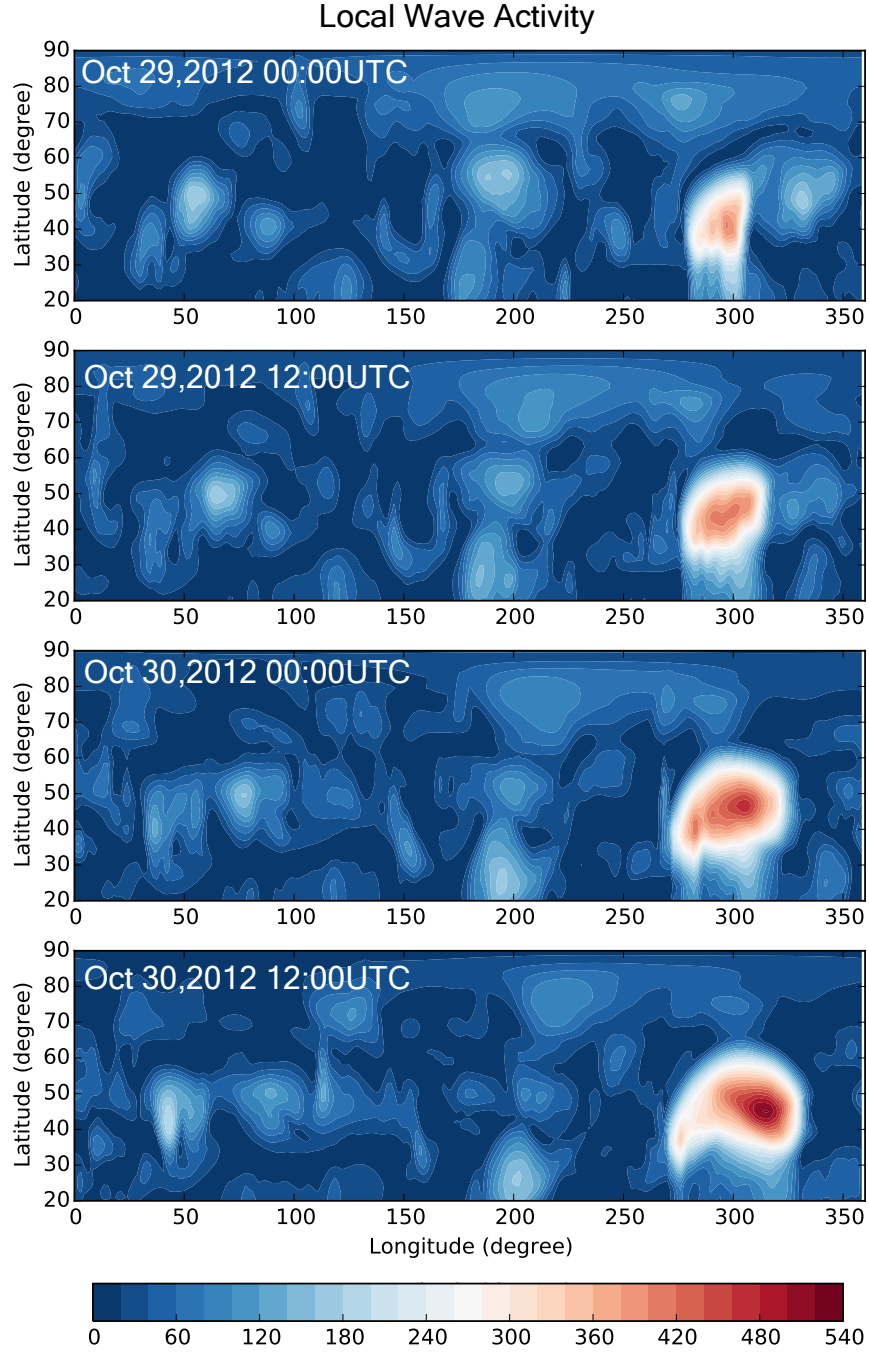 Local Wave Activity
90
80
70
60
50
40
30
20
Latitude (degree)
Oct 29,2012 00:00UTC
0 50 100 150 200 250 300 350
90
80
70
60
50
40
30
20
Latitude (degree)
Oct 29,2012 12:00UTC
0 50 100 150 200 250 300 350
90
80
70
60
50
40
30
20
Latitude (degree)
Oct 30,2012 00:00UTC
0 50 100 150 200 250 300 350
90
80
70
60
50
40
30
20
Latitude (degree)
Oct 30,2012 12:00UTC
0 50 100 150 200 250 300 350
Longitude (degree)
0 60 120 180 240 300 360 420 480 540